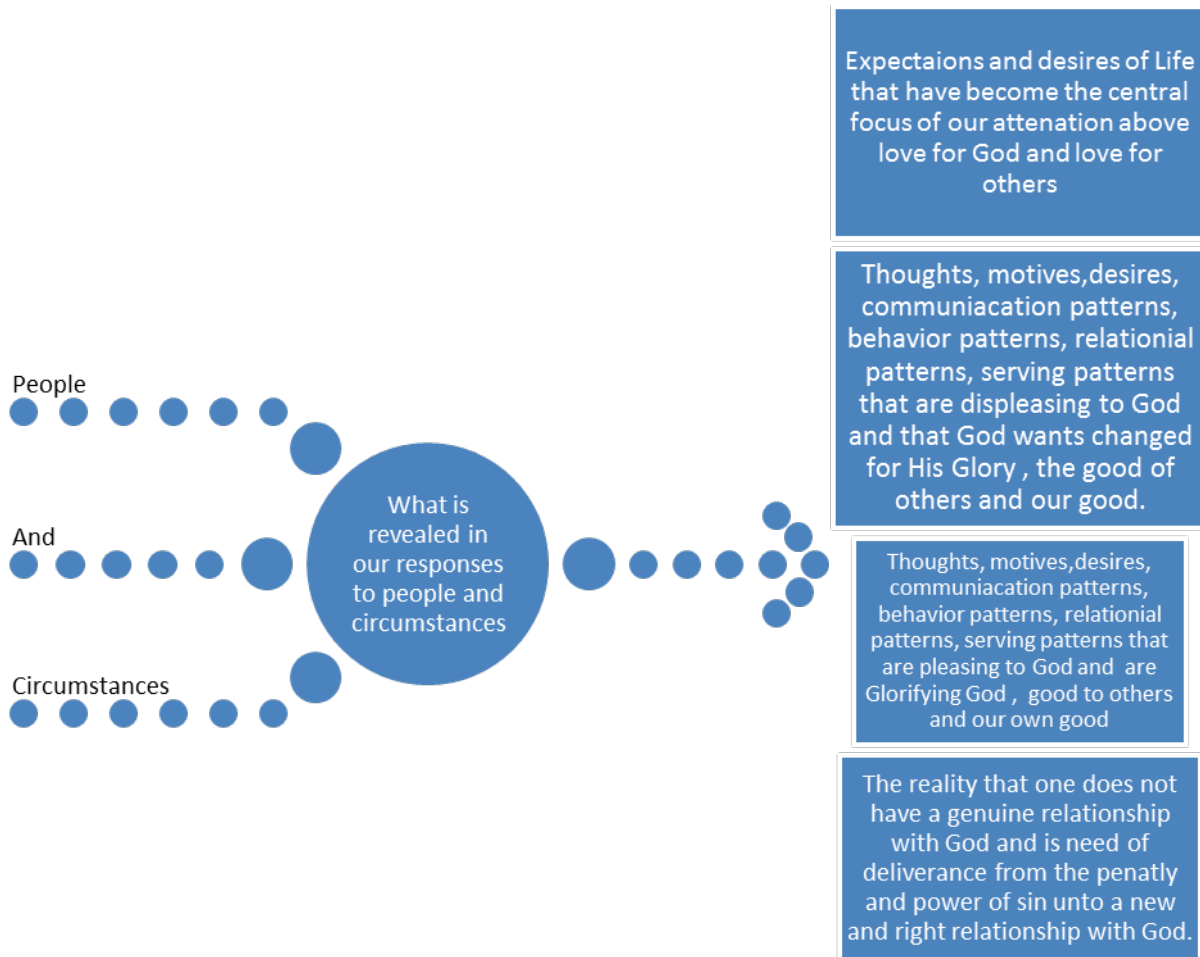 People
And
Circumstances
What is
revealed in
our responses
to people and
circumstances
Expectaions and desires of Life
that have become the central
focus of our attenation above
love for God and love for
others
Thoughts, motives,desires,
communiacation patterns,
behavior patterns, relationial
patterns, serving patterns
that are displeasing to God
and that God wants changed
for His Glory , the good of
others and our good.
Thoughts, motives,desires,
communiacation patterns,
behavior patterns, relationial
patterns, serving patterns that
are pleasing to God and  are
Glorifying God ,  good to others
and our own good
The reality that one does not
have a genuine relationship
with God and is need of
deliverance from the penatly
and power of sin unto a new
and right relationship with God.